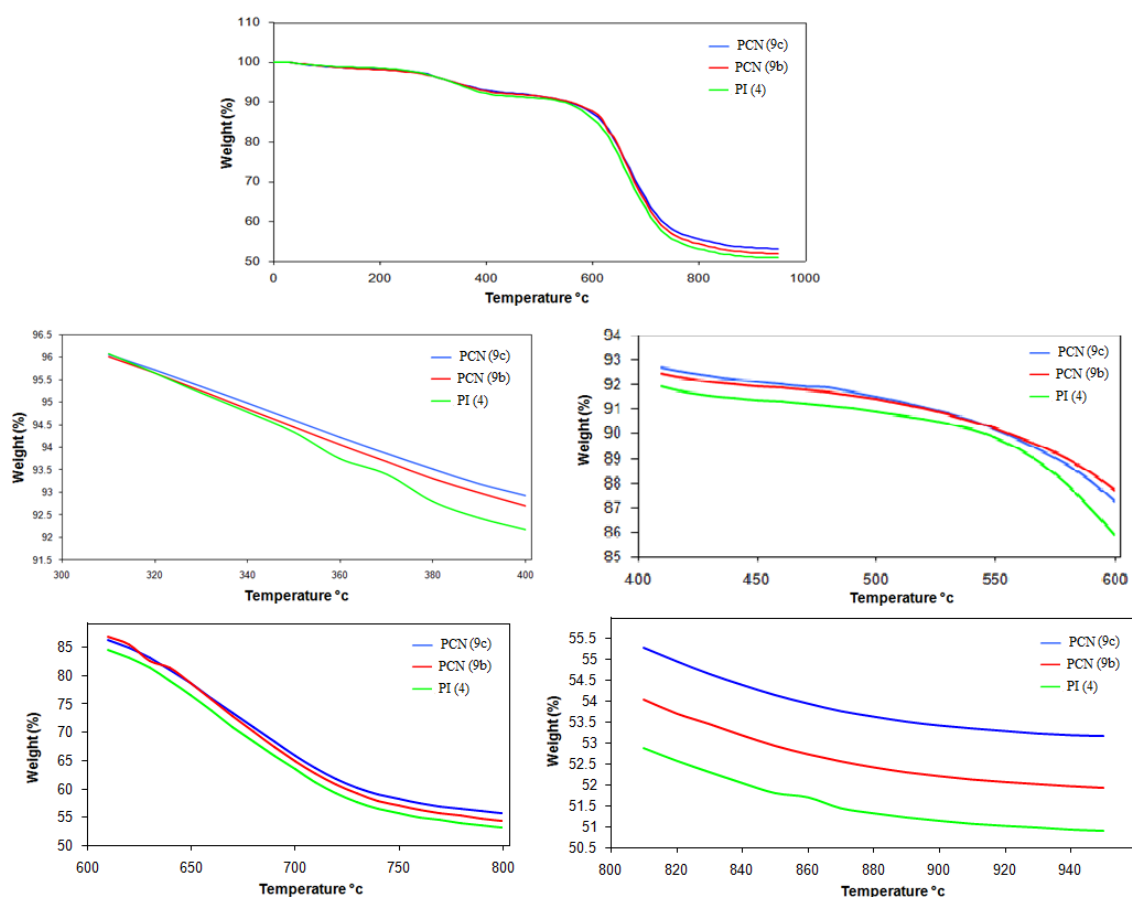 110
100
90
80
70
60
50
Weight (%)
PCN (9c)
PCN (9b)
PI (4)
0 200 400 600 800 1000
Temperature °c
96.5
96
95.5
95
94.5
94
93.5
93
92.5
92
91.5
Weight (%)
PCN (9c)
PCN (9b)
PI (4)
300 320 340 360 380 400
Temperature °c
94
93
92
91
90
89
88
87
86
85
Weight (%)
PCN (9c)
PCN (9b)
PI (4)
400 450 500 550 600
Temperature °c
85
80
75
70
65
60
55
50
Weight (%)
PCN (9c)
PCN (9b)
PI (4)
600 650 700 750 800
Temperature °c
55.5
55
54.5
54
53.5
53
52.5
52
51.5
51
50.5
Weight (%)
PCN (9c)
PCN (9b)
PI (4)
800 820 840 860 880 900 920 940 960
Temperature °c